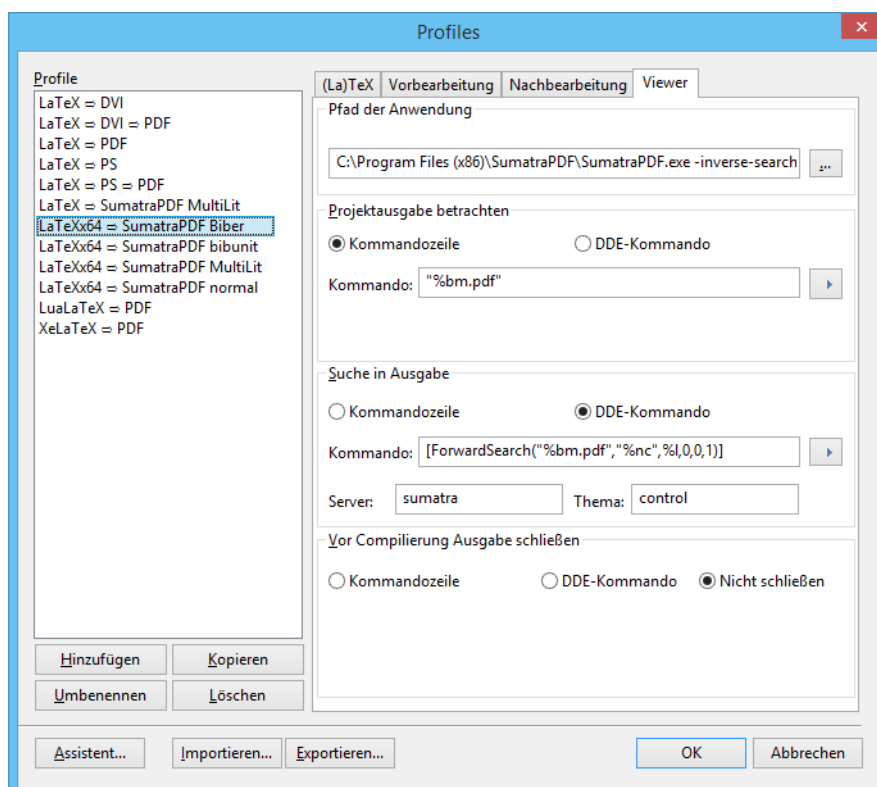 Profiles
Profile
LaTeX ⇨ DVI
LaTeX ⇨ DVI ⇨ PDF
LaTeX ⇨ PDF
LaTeX ⇨ PS
LaTeX ⇨ PS ⇨ PDF
LaTeX ⇨ SumatraPDF MultiLit
LaTeXx64 ⇨ SumatraPDF Biber
LaTeXx64 ⇨ SumatraPDF bibunit
LaTeXx64 ⇨ SumatraPDF MultiLit
LaTeXx64 ⇨ SumatraPDF normal
LuaLaTeX ⇨ PDF
XeLaTeX ⇨ PDF
Hinzufügen Kopieren
Umbenennen Löschen
(La)TeX Vorbearbeitung Nachbearbeitung Viewer
Pfad der Anwendung
C:\Program Files (x86)\SumatraPDF\SumatraPDF.exe -inverse-search ...
Projektausgabe betrachten
Kommandozeile DDE-Kommando
Kommando: "%bm.pdf"
Suche in Ausgabe
Kommandozeile DDE-Kommando
Kommando: [ForwardSearch("%bm.pdf","%nc",%l,0,0,1)]
Server: sumatra Thema: control
Vor Compilierung Ausgabe schließen
Kommandozeile DDE-Kommando Nicht schließen
Assistent... Importieren... Exportieren... OK Abbrechen